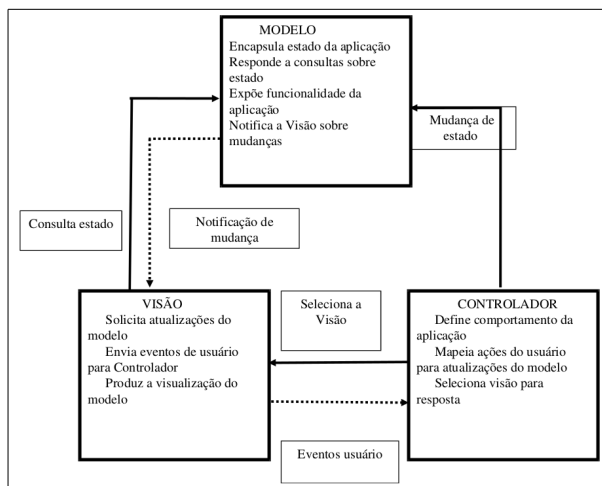 MODELO
Encapsula estado da aplicação
Responde a consultas sobre
estado
Expõe funcionalidade da
aplicação
Notifica a Visão sobre
mudanças
Mudança de
estado
Consulta estado
Notificação de
mudança
VISÃO
Solicita atualizações do
modelo
Envia eventos de usuário
para Controlador
Produz a visualização do
modelo
Seleciona a
Visão
CONTROLADOR
Define comportamento da
aplicação
Mapeia ações do usuário
para atualizações do modelo
Seleciona visão para
resposta
Eventos usuário